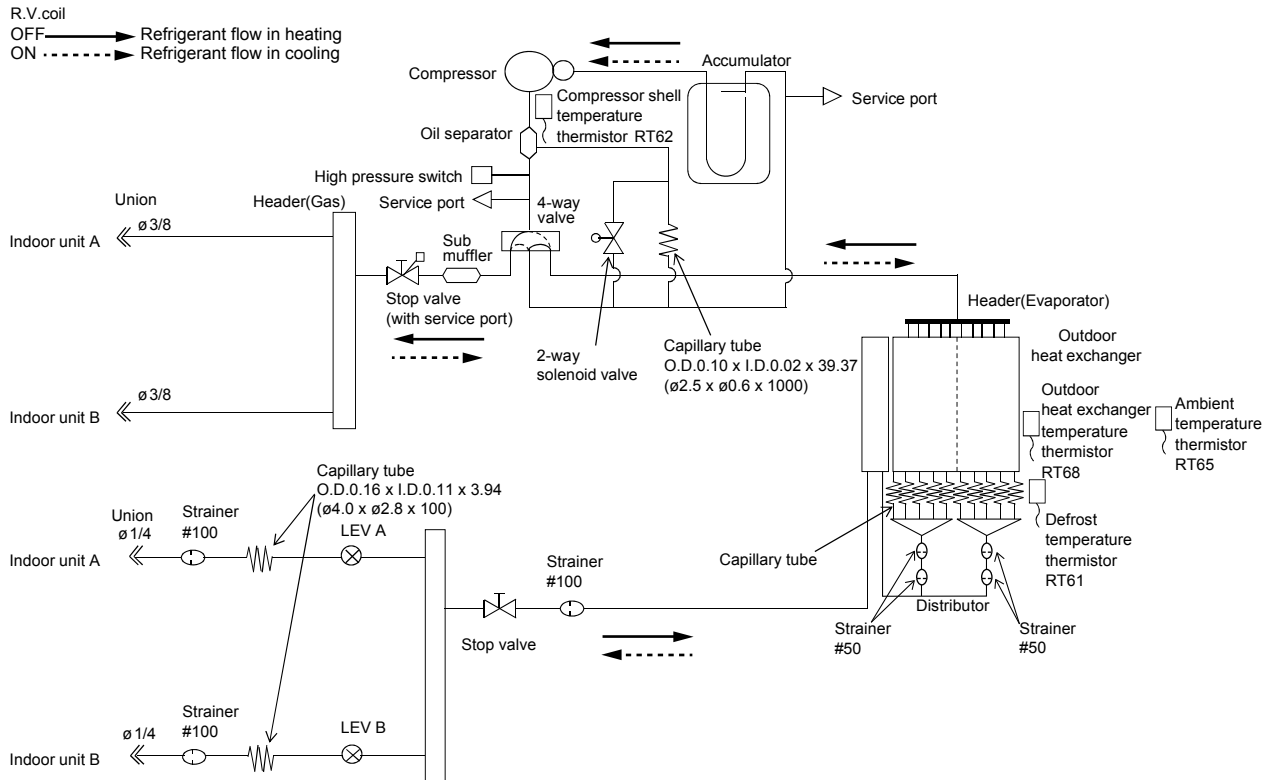 R.V.coil
OFF Refrigerant flow in heating
ON Refrigerant flow in cooling
Compressor
Accumulator
Service port
Compressor shell
temperature
thermistor RT62
Oil separator
High pressure switch
Service port
4-way
valve
Union
ø 3/8
Header(Gas)
Indoor unit A
Sub
muffler
Stop valve
(with service port)
2-way
solenoid valve
Capillary tube
O.D.0.10 x I.D.0.02 x 39.37
(ø2.5 x ø0.6 x 1000)
Header(Evaporator)
Outdoor
heat exchanger
Outdoor
heat exchanger
temperature
thermistor
RT68
Ambient
temperature
thermistor
RT65
ø 3/8
Indoor unit B
Capillary tube
O.D.0.16 x I.D.0.11 x 3.94
(ø4.0 x ø2.8 x 100)
Union
ø 1/4
Strainer
#100
LEV A
Indoor unit A
Strainer
#100
Stop valve
Capillary tube
Defrost
temperature
thermistor
RT61
Distributor
Strainer
#50
Strainer
#50
ø 1/4
Strainer
#100
LEV B
Indoor unit B